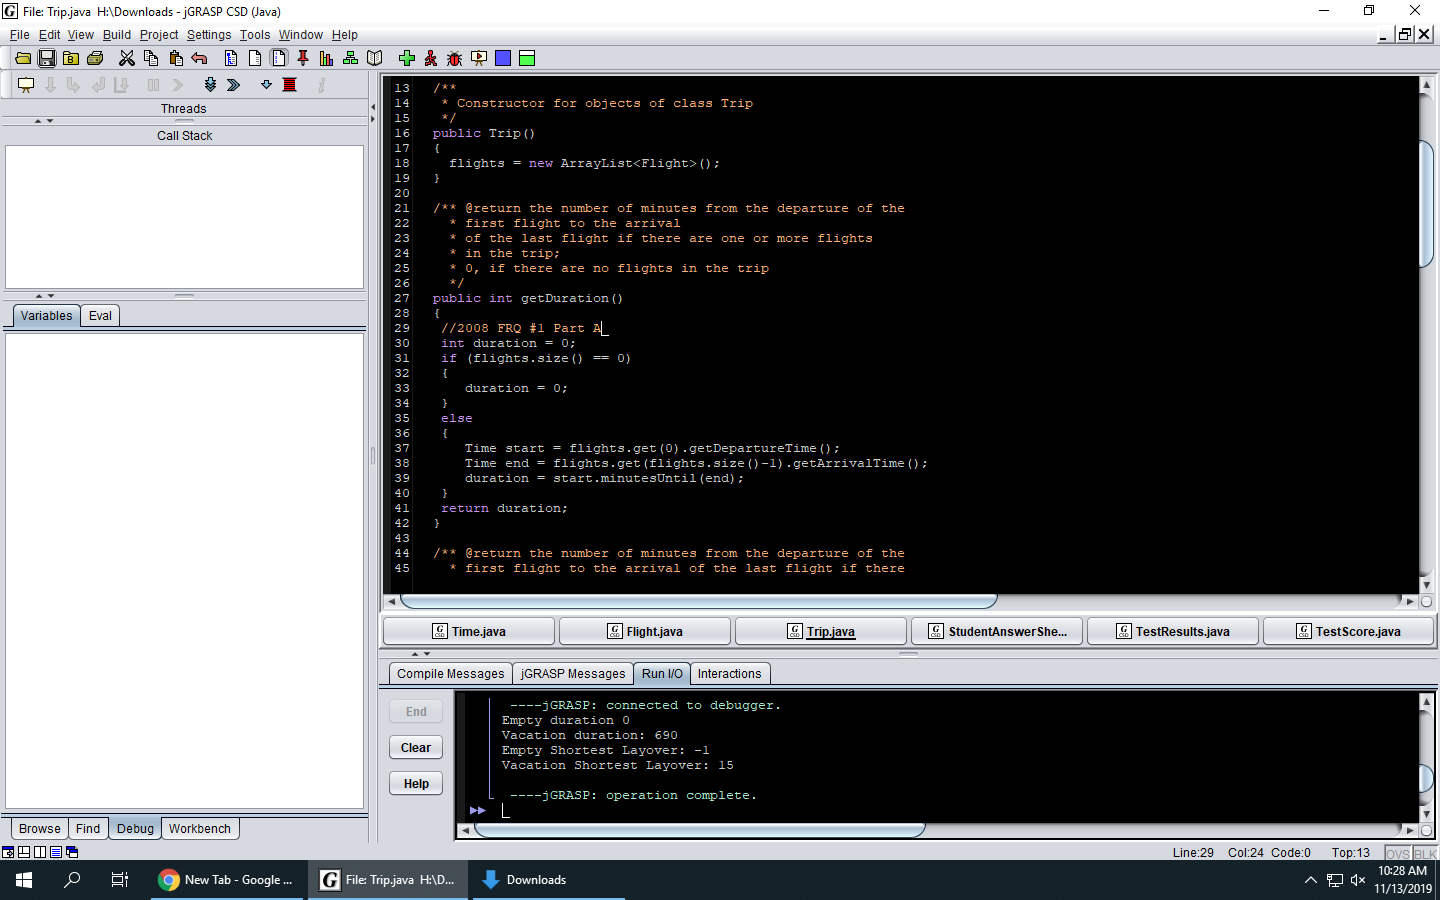 File: Trip.java  H:\Downloads - jGRASP CSD (Java)
File Edit View Build Project Settings Tools Window Help
Threads
Call Stack
Variables Eval
13 /**
14 * Constructor for objects of class Trip
15 */
16 public Trip()
17 {
18 flights = new ArrayList<Flight>();
19 }
20
21 /** @return the number of minutes from the departure of the
22 * first flight to the arrival
23 * of the last flight if there are one or more flights
24 * in the trip;
25 * 0, if there are no flights in the trip
26 */
27 public int getDuration()
28 {
29 //2008 FRQ #1 Part A
30 int duration = 0;
31 if (flights.size() == 0)
32 {
33 duration = 0;
34 }
35 else
36 {
37 Time start = flights.get(0).getDepartureTime();
38 Time end = flights.get(flights.size()-1).getArrivalTime();
39 duration = start.minutesUntil(end);
40 }
41 return duration;
42 }
43
44 /** @return the number of minutes from the departure of the
45 * first flight to the arrival of the last flight if there
Time.java Flight.java Trip.java StudentAnswerShe... TestResults.java TestScore.java
Compile Messages jGRASP Messages Run I/O Interactions
End
Clear
Help
----jGRASP: connected to debugger.
Empty duration 0
Vacation duration: 690
Empty Shortest Layover: -1
Vacation Shortest Layover: 15
----jGRASP: operation complete.
Browse Find Debug Workbench
Line:29 Col:24 Code:0 Top:13 OVS BLK
New Tab - Google ... File: Trip.java  H:\D... Downloads
10:28 AM
11/13/2019